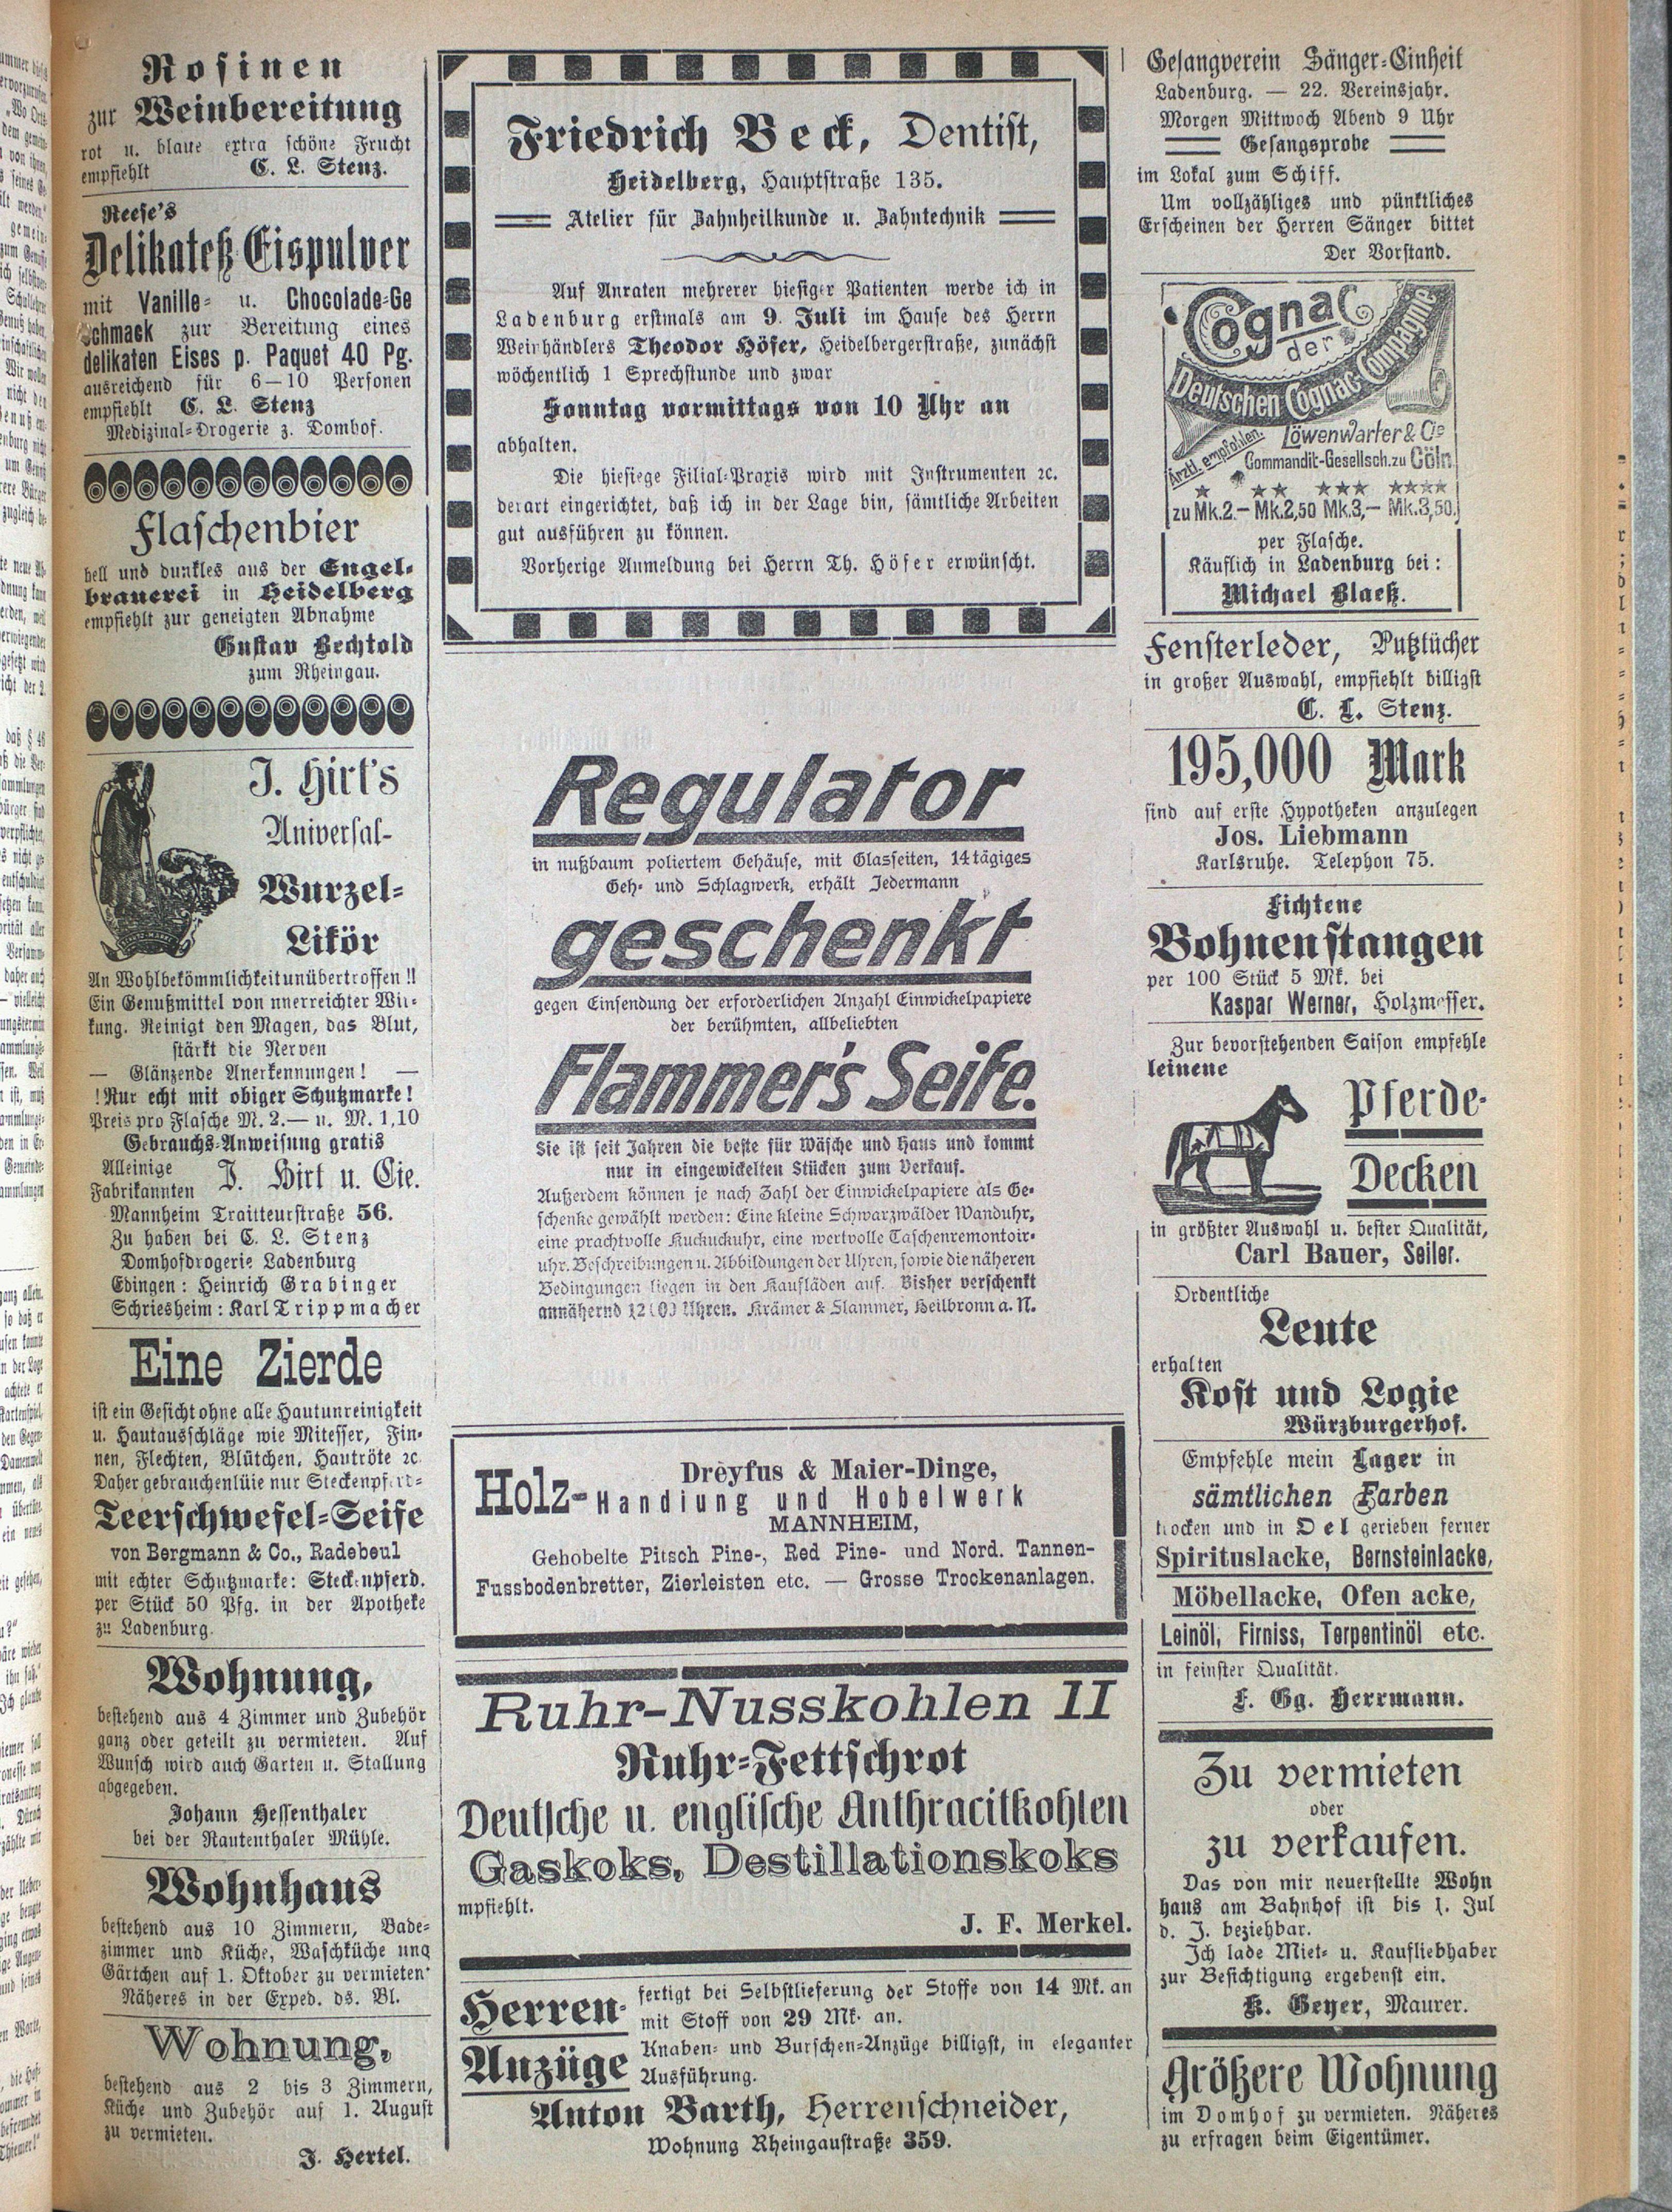 Rosinen
zur Weinbereitung
rot u. blaue extra schöne Frucht
empfiehlt C. L. Stenz.
Reese's
Delikateß-Eispulver
mit Vanille- u. Chocolade-Ge
schmack zur Bereitung eines
delikaten Eises p. Paquet 40 Pg.
ausreichend für 6—10 Personen
empfiehlt C. L. Stenz
Medizinal-Drogerie z. Domhof.
Flaschenbier
hell und dunkles aus der Engel-
brauerei in Heidelberg
empfiehlt zur geneigten Abnahme
Gustav Bechtold
zum Rheingau.
J. Hirt's
Universal-
Wurzel-
Likör
An Wohlbekömmlichkeit unübertroffen!!
Ein Genußmittel von unerreichter Wir-
kung. Reinigt den Magen, das Blut,
stärkt die Nerven
— Glänzende Anerkennungen! —
!Nur echt mit obiger Schutzmarke!
Preis pro Flasche M. 2.— u. M. 1,10
Gebrauchs-Anweisung gratis
Alleinige
Fabrikannten J. Hirt u. Cie.
Mannheim Traitteurstraße 56.
Zu haben bei C. L. Stenz
Domhofdrogerie Ladenburg
Edingen: Heinrich Grabinger
Schriesheim: Karl Trippmacher
Eine Zierde
ist ein Gesicht ohne alle Hautunreinigkeit
u. Hautausschläge wie Mitesser, Fin-
nen, Flechten, Blütchen, Hautröte ꝛc.
Daher gebrauchen nur Steckenpferd-
Teerschwefel-Seife
von Bergmann & Co., Radebeul
mit echter Schutzmarke: Steckenpferd.
per Stück 50 Pfg. in der Apotheke
zu Ladenburg.
Wohnung,
bestehend aus 4 Zimmer und Zubehör
ganz oder geteilt zu vermieten. Auf
Wunsch wird auch Garten u. Stallung
abgegeben.
Johann Hessenthaler
bei der Rautenthaler Mühle.
Wohnhaus
bestehend aus 10 Zimmern, Bade-
zimmer und Küche, Waschküche und
Gärtchen auf 1. Oktober zu vermieten.
Näheres in der Exped. ds. Bl.
Wohnung,
bestehend aus 2 bis 3 Zimmern,
Küche und Zubehör auf 1. August
zu vermieten.
J. Hertel.
Friedrich Beck, Dentist,
Heidelberg, Hauptstraße 135.
Atelier für Zahnheilkunde u. Zahntechnik
Auf Anraten mehrerer hiesiger Patienten werde ich in
Ladenburg erstmals am 9. Juli im Hause des Herrn
Weinhändlers Theodor Höfer, Heidelbergerstraße, zunächst
wöchentlich 1 Sprechstunde und zwar
Sonntag vormittags von 10 Uhr an
abhalten.
Die hiesiege Filial-Praxis wird mit Instrumenten ꝛc.
derart eingerichtet, daß ich in der Lage bin, sämtliche Arbeiten
gut ausführen zu können.
Vorherige Anmeldung bei Herrn Th. Höfer erwünscht.
Regulator
in nußbaum poliertem Gehäuse, mit Glasseiten, 14tägiges
Geh- und Schlagwerk, erhält Jedermann
geschenkt
gegen Einsendung der erforderlichen Anzahl Einwickelpapiere
der berühmten, allbeliebten
Flammer's Seife.
Sie ist seit Jahren die beste für Wäsche und Haus und kommt
nur in eingewickelten Stücken zum Verkauf.
Außerdem können je nach Zahl der Einwickelpapiere als Ge-
schenke gewählt werden: Eine kleine Schwarzwälder Wanduhr,
eine prachtvolle Kuckuckuhr, eine wertvolle Taschenremontoir-
uhr. Beschreibungen u. Abbildungen der Uhren, sowie die näheren
Bedingungen liegen in den Kaufläden auf. Bisher verschenkt
annähernd Uhren. Krämer & Flammer, Heilbronn a. N.
Dreyfus & Maier-Dinge,
Holz-Handlung und Hobelwerk
MANNHEIM,
Gehobelte Pitsch Pine-, Red Pine- und Nord. Tannen-
Fussbodenbretter, Zierleisten etc. — Grosse Trockenanlagen.
Ruhr-Nusskohlen II
Ruhr-Fettschrot
Deutsche u. englische Anthracitkohlen
Gaskoks, Destillationskoks
mpfiehlt.
J. F. Merkel.
Herren-
Anzüge
fertigt bei Selbstlieferung der Stoffe von 14 Mk. an
mit Stoff von 29 Mk. an.
Knaben- und Burschen-Anzüge billigst, in eleganter
Ausführung.
Anton Barth, Herrenschneider,
Wohnung Rheingaustraße 359.
Gesangverein Sänger-Einheit
Ladenburg. — 22. Vereinsjahr.
Morgen Mittwoch Abend 9 Uhr
Gesangsprobe
im Lokal zum Schiff.
Um vollzähliges und pünktliches
Erscheinen der Herren Sänger bittet
Der Vorstand.
Cognac
der
Deutschen Cognac Compagnie
Ärztl. empfohlen.
Löwenwarter & Cie
Commandit-Gesellsch. zu Cöln
★ ★★ ★★★ ★★★★
zu Mk. 2.— Mk. 2,50 Mk. 3,— Mk. 3,50,
per Flasche.
Käuflich in Ladenburg bei:
Michael Blaeß.
Fensterleder, Putztücher
in großer Auswahl, empfiehlt billigst
C. L. Stenz.
195,000 Mark
sind auf erste Hypotheken anzulegen
Jos. Liebmann
Karlsruhe. Telephon 75.
Fichtene
Bohnenstangen
per 100 Stück 5 Mk. bei
Kaspar Werner, Holzmesser.
Zur bevorstehenden Saison empfehle
leinene
Pferde-
Decken
in größter Auswahl u. bester Qualität,
Carl Bauer, Seiler.
Ordentliche
Leute
erhalten
Kost und Logie
Würzburgerhof.
Empfehle mein Lager in
sämtlichen Farben
trocken und in Oel gerieben ferner
Spirituslacke, Bernsteinlacke,
Möbellacke, Ofen acke,
Leinöl, Firniss, Terpentinöl etc.
in feinster Qualität.
F. Gg. Herrmann.
Zu vermieten
oder
zu verkaufen.
Das von mir neuerstellte Wohn
haus am Bahnhof ist bis 1. Jul
d. J. beziehbar.
Ich lade Miet- u. Kaufliebhaber
zur Besichtigung ergebenst ein.
K. Geyer, Maurer.
Größere Wohnung
im Domhof zu vermieten. Näheres
zu erfragen beim Eigentümer.